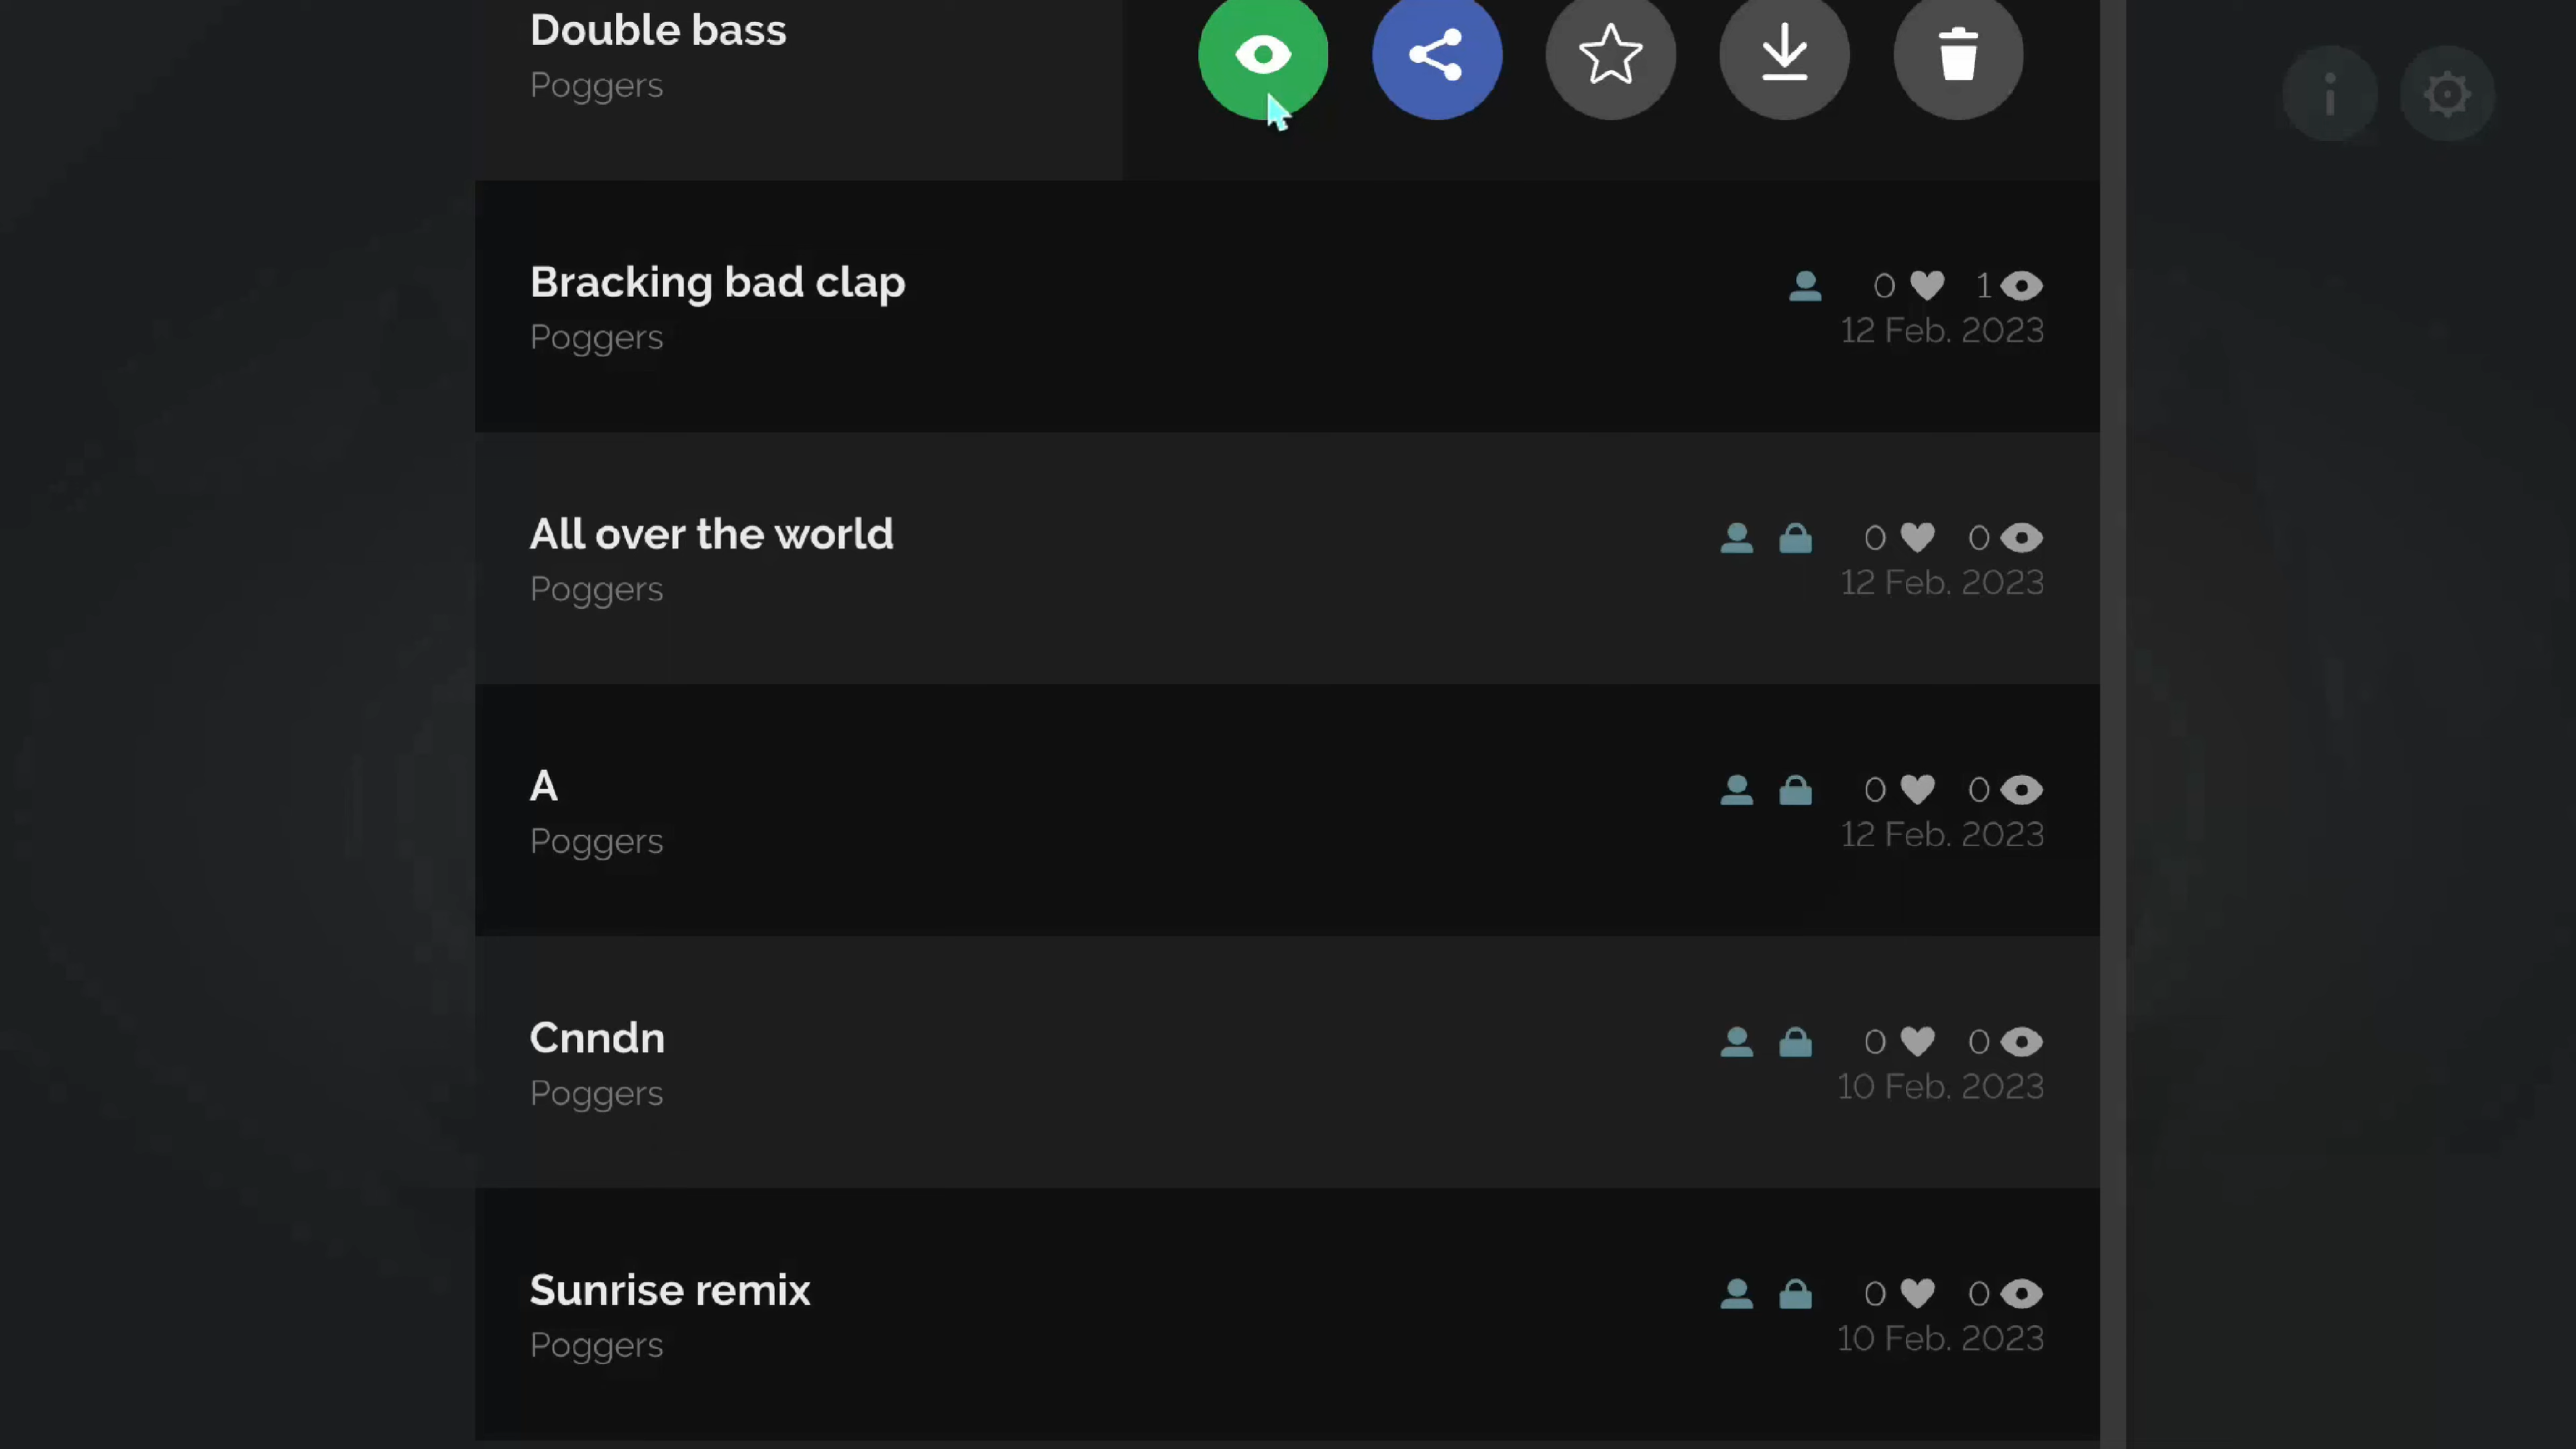 Double bass
Poggers
Bracking bad clap
Poggers
0 1
12 Feb. 2023
All over the world
Poggers
0 0
12 Feb. 2023
A
Poggers
0 0
12 Feb. 2023
Cnndn
Poggers
0 0
10 Feb. 2023
Sunrise remix
Poggers
0 0
10 Feb. 2023